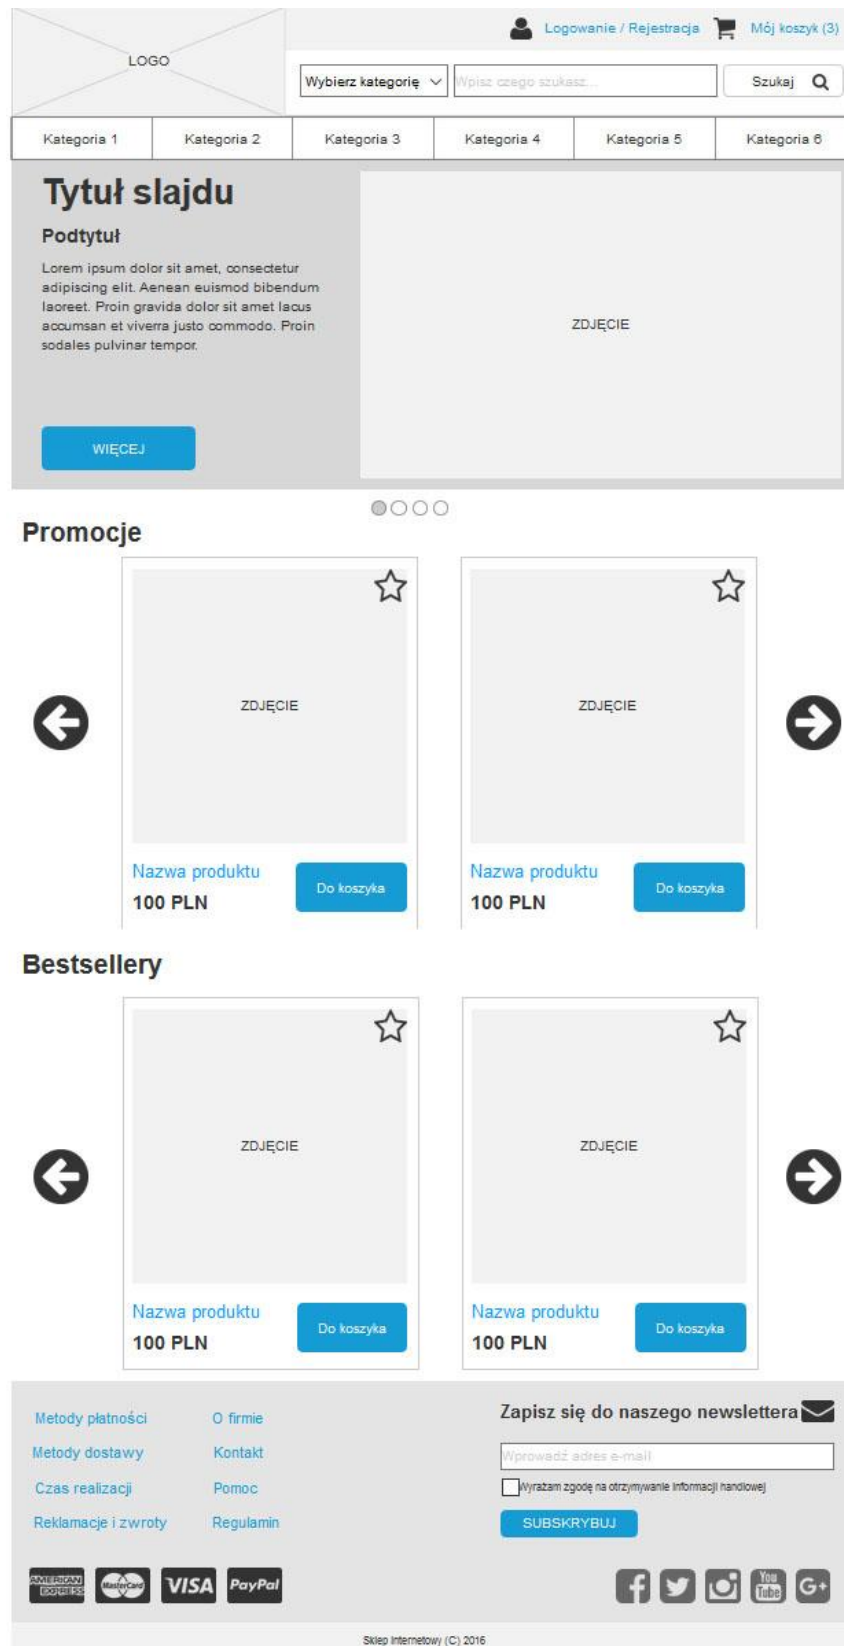 LOGO
Logowanie / Rejestracja
Mój koszyk (3)
Wybierz kategorię
Wpisz czego szukasz...
Szukaj
Kategoria 1
Kategoria 2
Kategoria 3
Kategoria 4
Kategoria 5
Kategoria 6
Tytuł slajdu
Podtytuł
Lorem ipsum dolor sit amet, consectetur
adipiscing elit. Aenean euismod bibendum
laoreet. Proin gravida dolor sit amet lacus
accumsan et viverra justo commodo. Proin
sodales pulvinar tempor.
WIĘCEJ
ZDJĘCIE
Promocje
ZDJĘCIE
ZDJĘCIE
Nazwa produktu
100 PLN
Do koszyka
Nazwa produktu
100 PLN
Do koszyka
Bestsellery
ZDJĘCIE
ZDJĘCIE
Nazwa produktu
100 PLN
Do koszyka
Nazwa produktu
100 PLN
Do koszyka
Metody płatności
Metody dostawy
Czas realizacji
Reklamacje i zwroty
O firmie
Kontakt
Pomoc
Regulamin
Zapisz się do naszego newslettera
Wprowadź adres e-mail
Wyrażam zgodę na otrzymywanie informacji handlowej
SUBSKRYBUJ
AMERICAN
EXPRESS
MasterCard
VISA
PayPal
f
You
Tube
G+
Sklep Internetowy (C) 2016